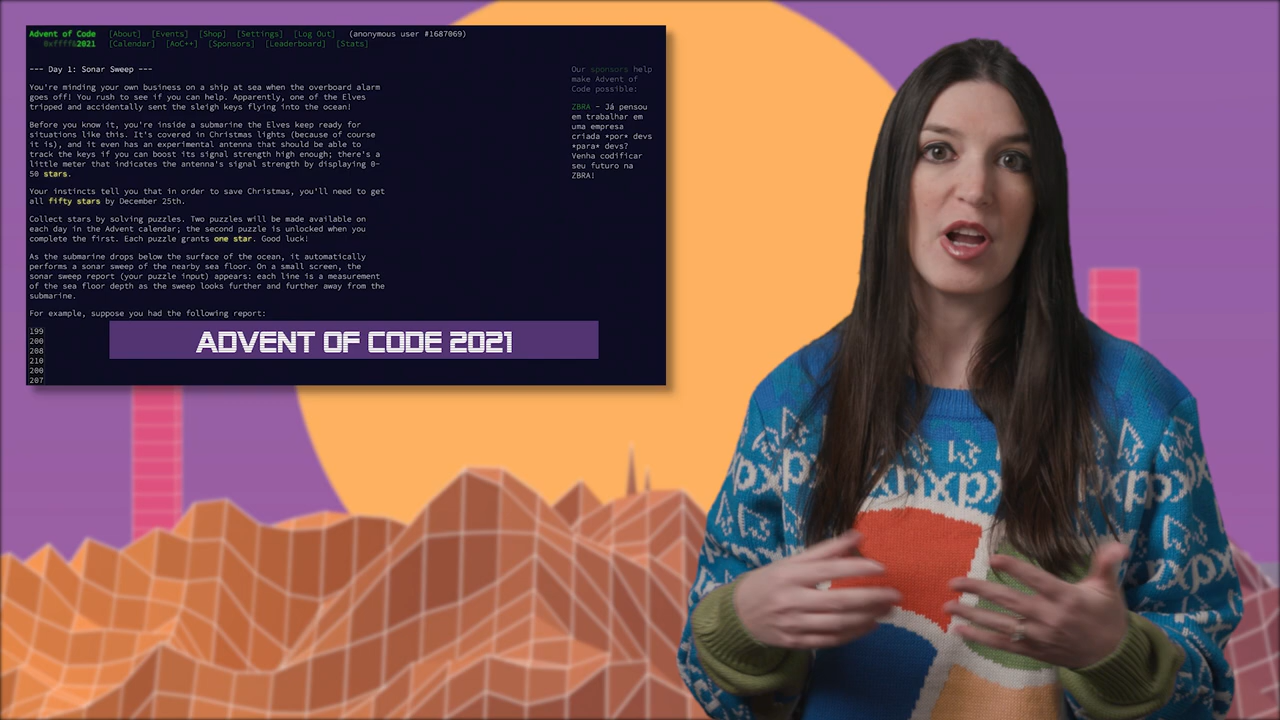 Advent of Code [About] [Events] [Shop] [Settings] [Log Out] (anonymous user #1687069)
0xffff&2021 [Calendar] [AoC++] [Sponsors] [Leaderboard] [Stats]
--- Day 1: Sonar Sweep ---
You're minding your own business on a ship at sea when the overboard alarm
goes off! You rush to see if you can help. Apparently, one of the Elves
tripped and accidentally sent the sleigh keys flying into the ocean!
Before you know it, you're inside a submarine the Elves keep ready for
situations like this. It's covered in Christmas lights (because of course
it is), and it even has an experimental antenna that should be able to
track the keys if you can boost its signal strength high enough; there's a
little meter that indicates the antenna's signal strength by displaying 0-
50 stars.
Your instincts tell you that in order to save Christmas, you'll need to get
all fifty stars by December 25th.
Collect stars by solving puzzles. Two puzzles will be made available on
each day in the Advent calendar; the second puzzle is unlocked when you
complete the first. Each puzzle grants one star. Good luck!
As the submarine drops below the surface of the ocean, it automatically
performs a sonar sweep of the nearby sea floor. On a small screen, the
sonar sweep report (your puzzle input) appears: each line is a measurement
of the sea floor depth as the sweep looks further and further away from the
submarine.
For example, suppose you had the following report:
199
200
208
210
200
207
Our sponsors help
make Advent of
Code possible:
ZBRA - Já pensou
em trabalhar em
uma empresa
criada *por* devs
*para* devs?
Venha codificar
seu futuro na
ZBRA!
ADVENT OF CODE 2021